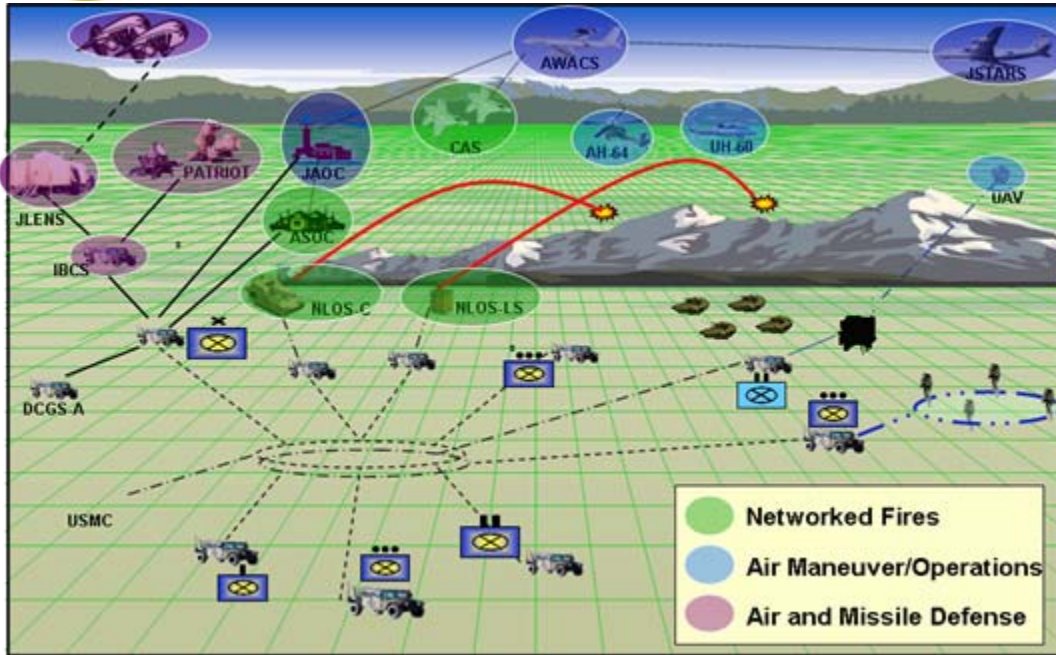 AWACS
JSTARS
CAS
AH-64
UH-60
PATRIOT
JAOC
UAV
JLENS
ASOC
IBCS
NLOS-C
NLOS-LS
DCGS-A
USMC
Networked Fires
Air Maneuver/Operations
Air and Missile Defense